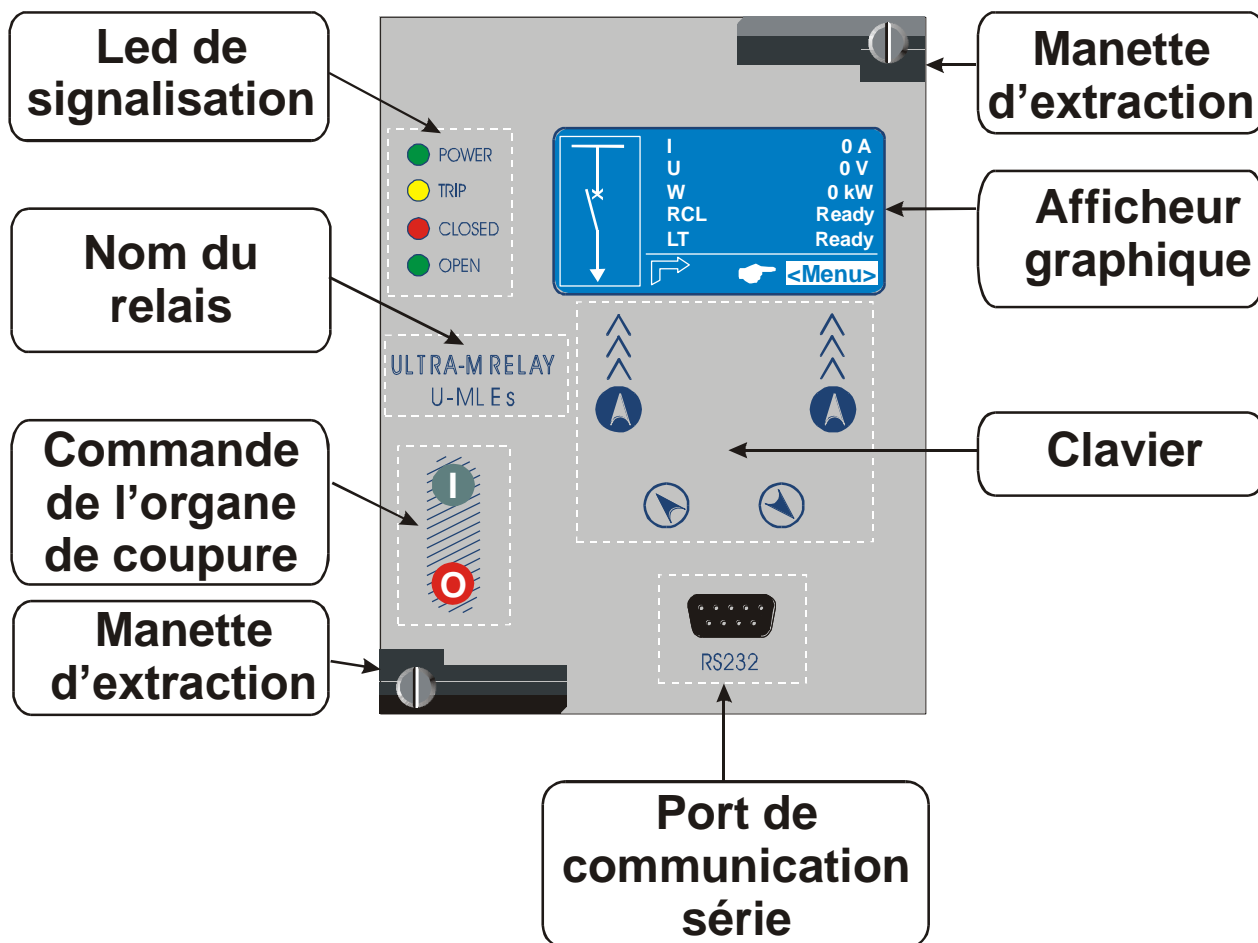 Led de
signalisation
Manette
d’extraction
POWER
TRIP
CLOSED
OPEN
I 0 A
U 0 V
W 0 kW
RCL Ready
LT Ready
<Menu>
Afficheur
graphique
Nom du
relais
ULTRA-M RELAY
U-MLEs
Commande
de l’organe
de coupure
I
O
Clavier
Manette
d’extraction
RS232
Port de
communication
série